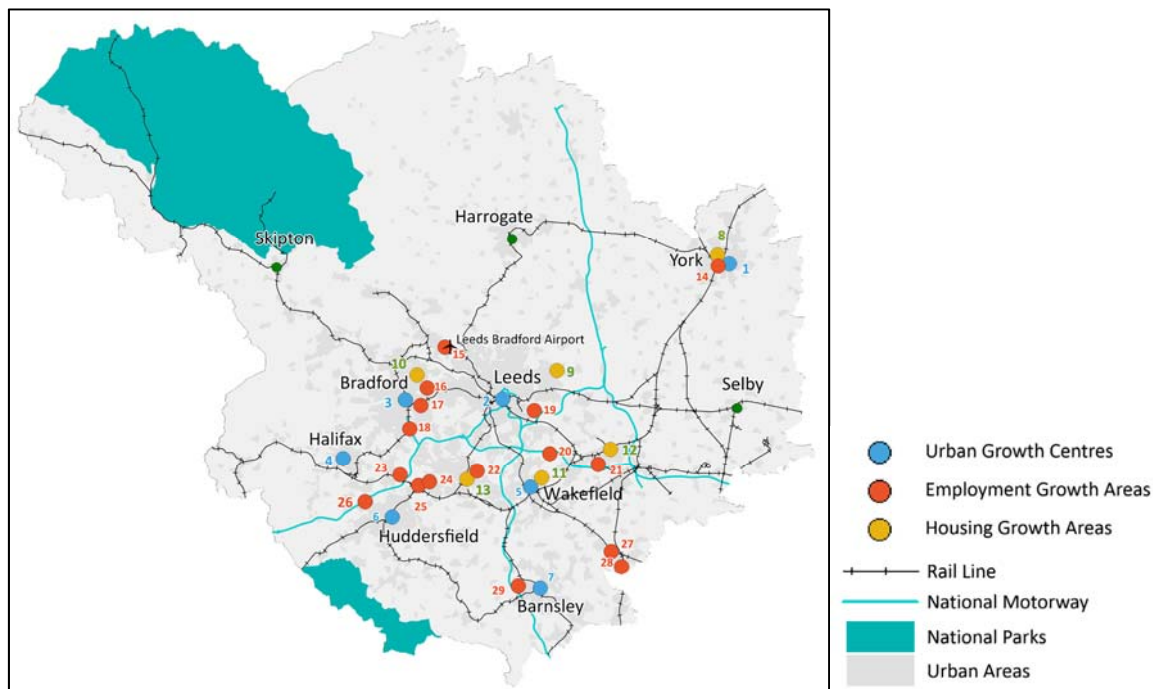 Harrogate
Skipton
8
York
14
1
Leeds Bradford Airport
15
10
16
Bradford
3
17
Leeds
2
9
19
Selby
18
Halifax
4
20
12
21
23
24
22
11
13
5
Wakefield
26
25
6
Huddersfield
27
28
29
7
Barnsley
Urban Growth Centres
Employment Growth Areas
Housing Growth Areas
Rail Line
National Motorway
National Parks
Urban Areas